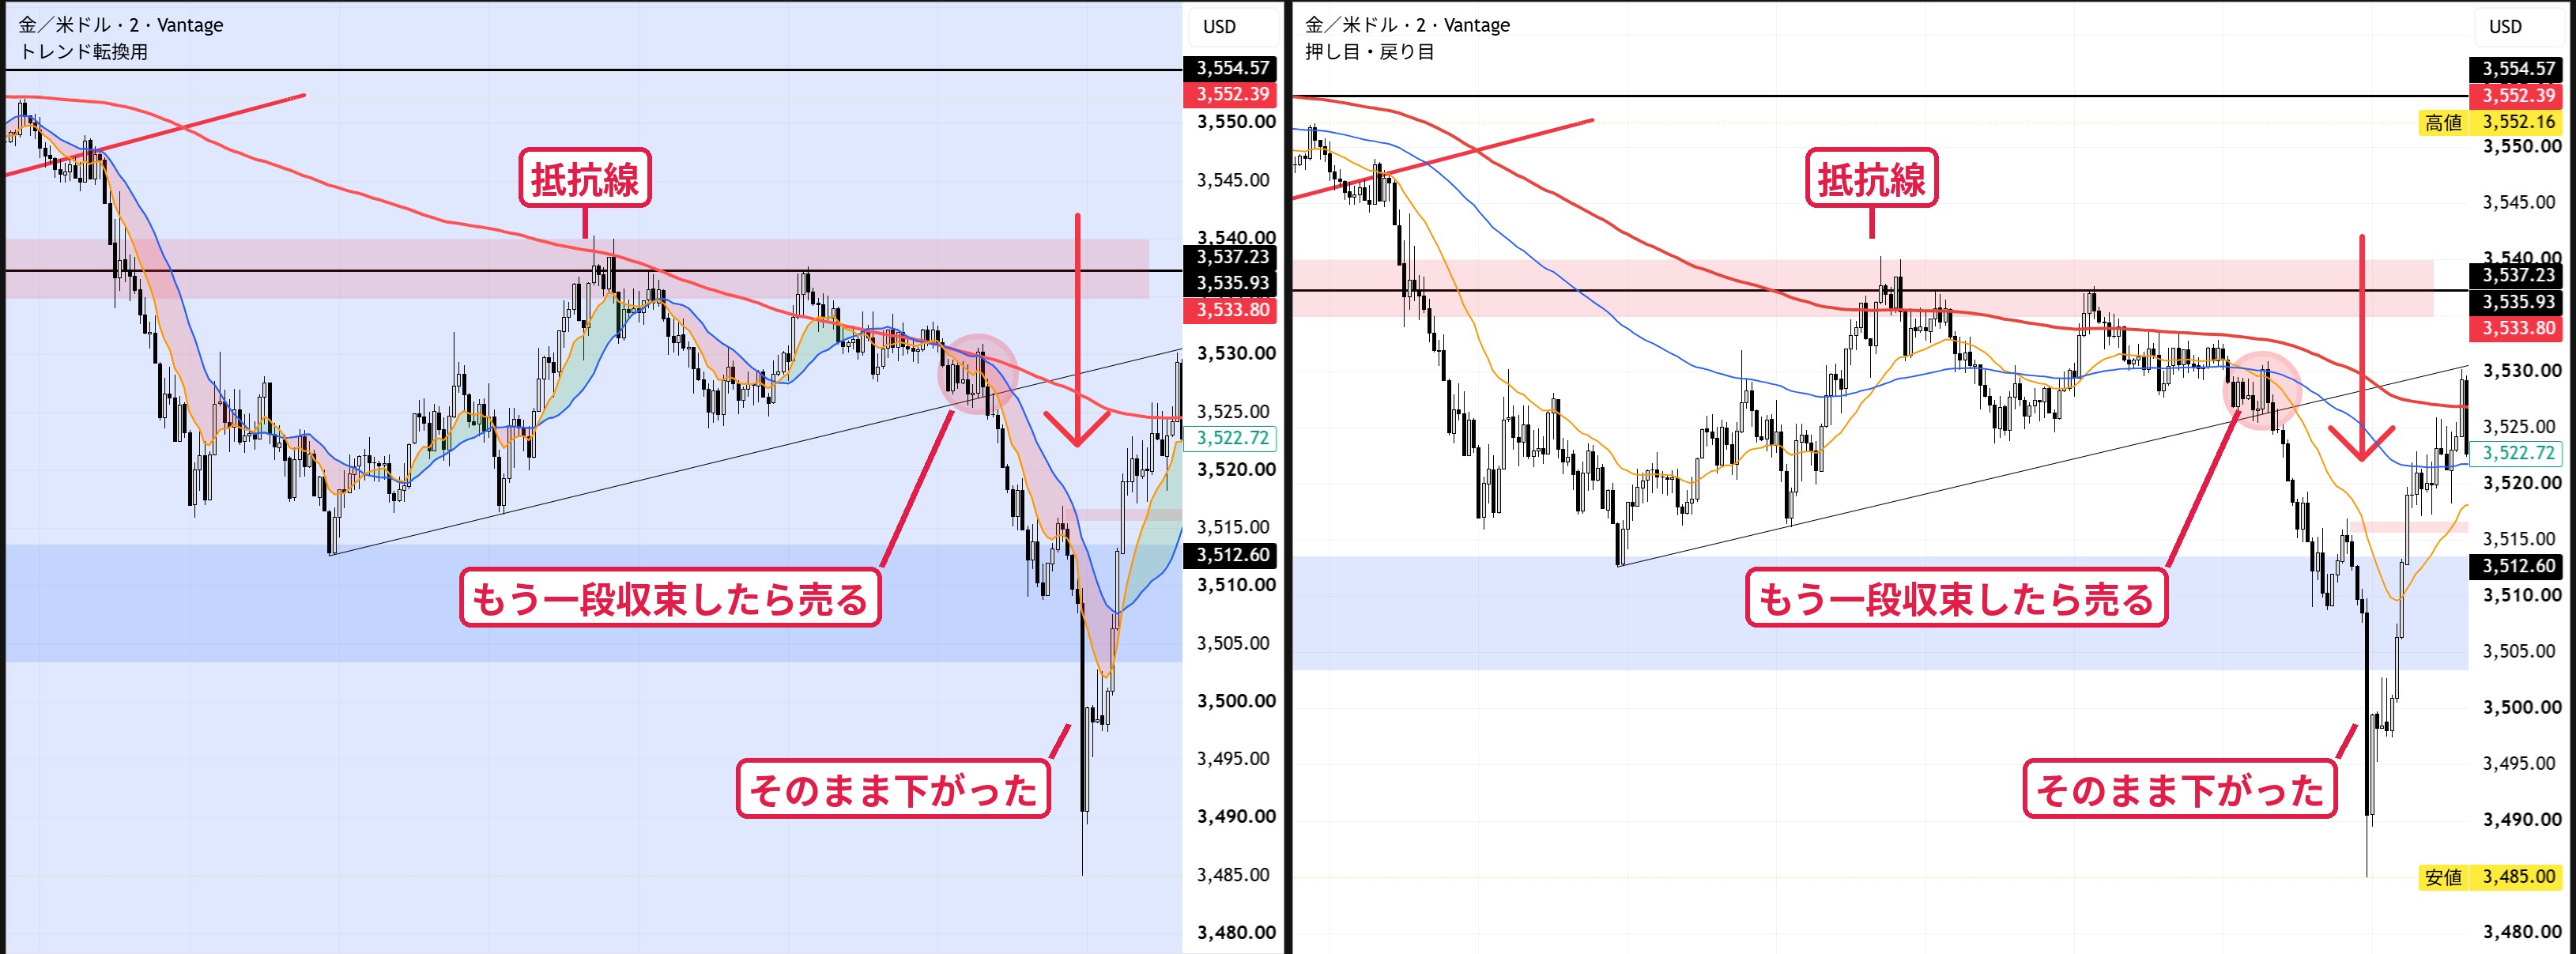 金／米ドル・2・Vantage
トレンド転換用
USD
3,554.57
3,552.39
3,550.00
3,545.00
3,540.00
3,537.23
3,535.93
3,533.80
3,530.00
3,525.00
3,522.72
3,520.00
3,515.00
3,512.60
3,510.00
3,505.00
3,500.00
3,495.00
3,490.00
3,485.00
3,480.00
抵抗線
もう一段収束したら売る
そのまま下がった
金／米ドル・2・Vantage
押し目・戻り目
USD
3,554.57
3,552.39
高値 3,552.16
3,550.00
3,545.00
3,540.00
3,537.23
3,535.93
3,533.80
3,530.00
3,525.00
3,522.72
3,520.00
3,515.00
3,512.60
3,510.00
3,505.00
3,500.00
3,495.00
3,490.00
安値 3,485.00
3,480.00
抵抗線
もう一段収束したら売る
そのまま下がった